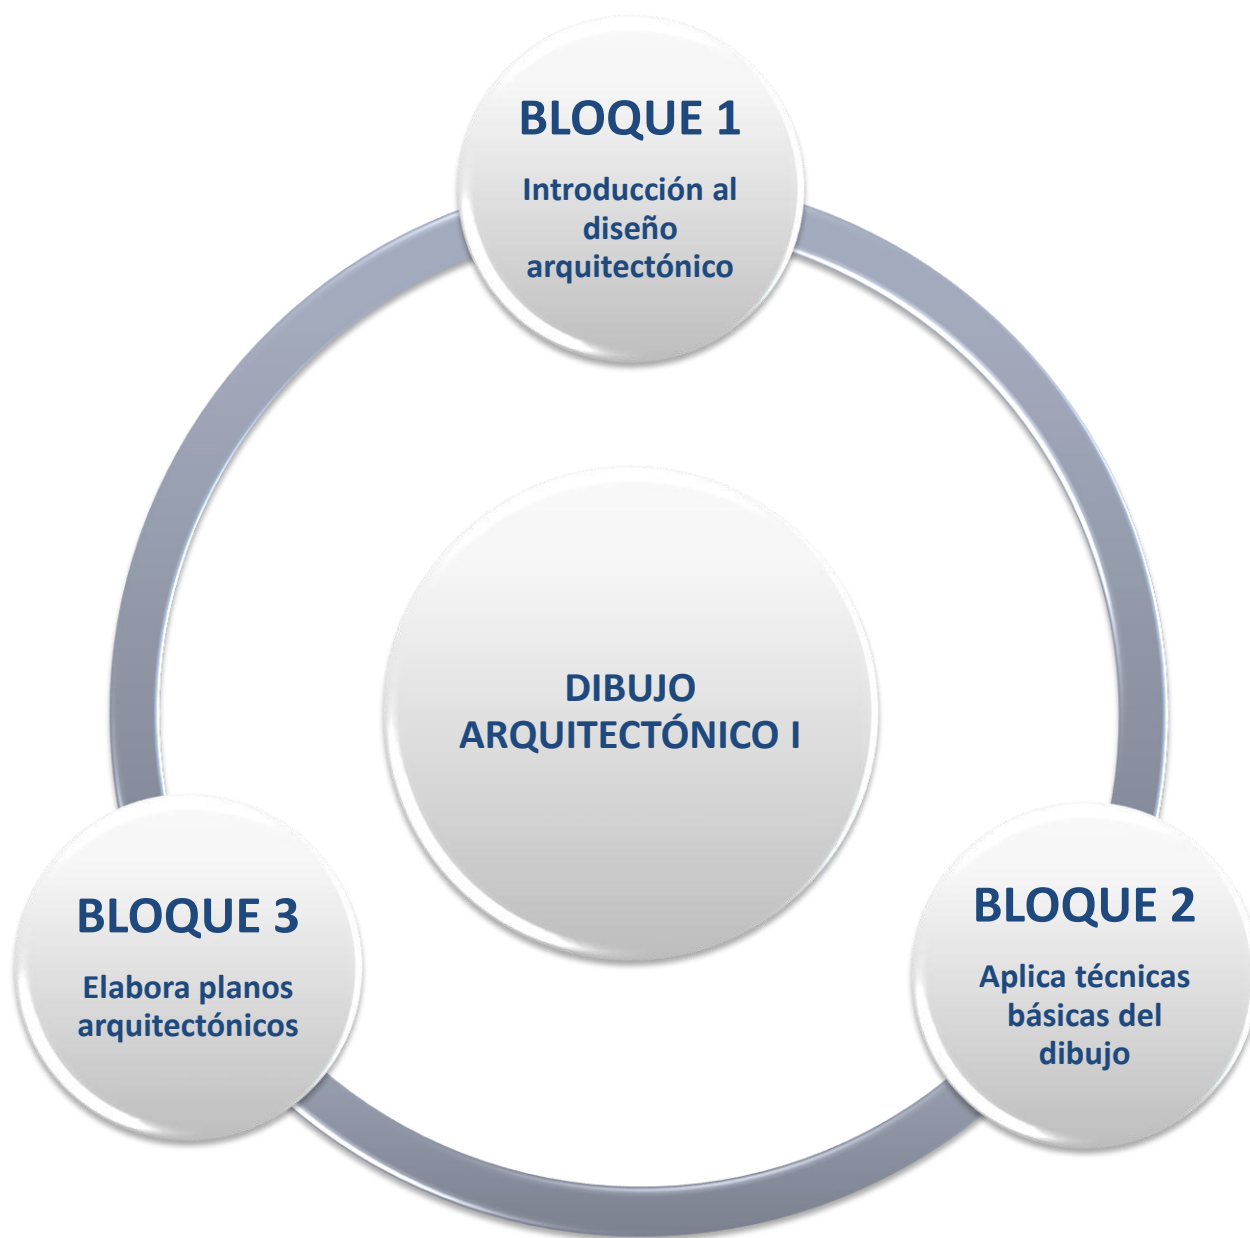 BLOQUE 1
Introducción al
diseño
arquitectónico
DIBUJO
ARQUITECTÓNICO I
BLOQUE 3
Elabora planos
arquitectónicos
BLOQUE 2
Aplica técnicas
básicas del
dibujo